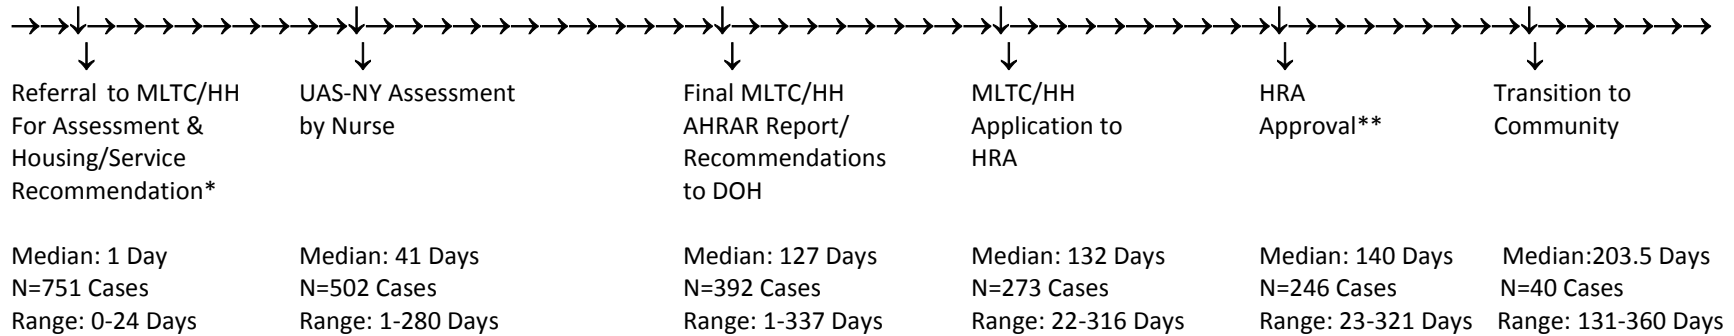 Referral to MLTC/HH
For Assessment &
Housing/Service
Recommendation*
Median: 1 Day
N=751 Cases
Range: 0-24 Days
UAS-NY Assessment
by Nurse
Median: 41 Days
N=502 Cases
Range: 1-280 Days
Final MLTC/HH
AHRAR Report/
Recommendations
to DOH
Median: 127 Days
N=392 Cases
Range: 1-337 Days
MLTC/HH
Application to
HRA
Median: 132 Days
N=273 Cases
Range: 22-316 Days
HRA
Approval**
Median: 140 Days
N=246 Cases
Range: 23-321 Days
Transition to
Community
Median:203.5 Days
N=40 Cases
Range: 131-360 Days